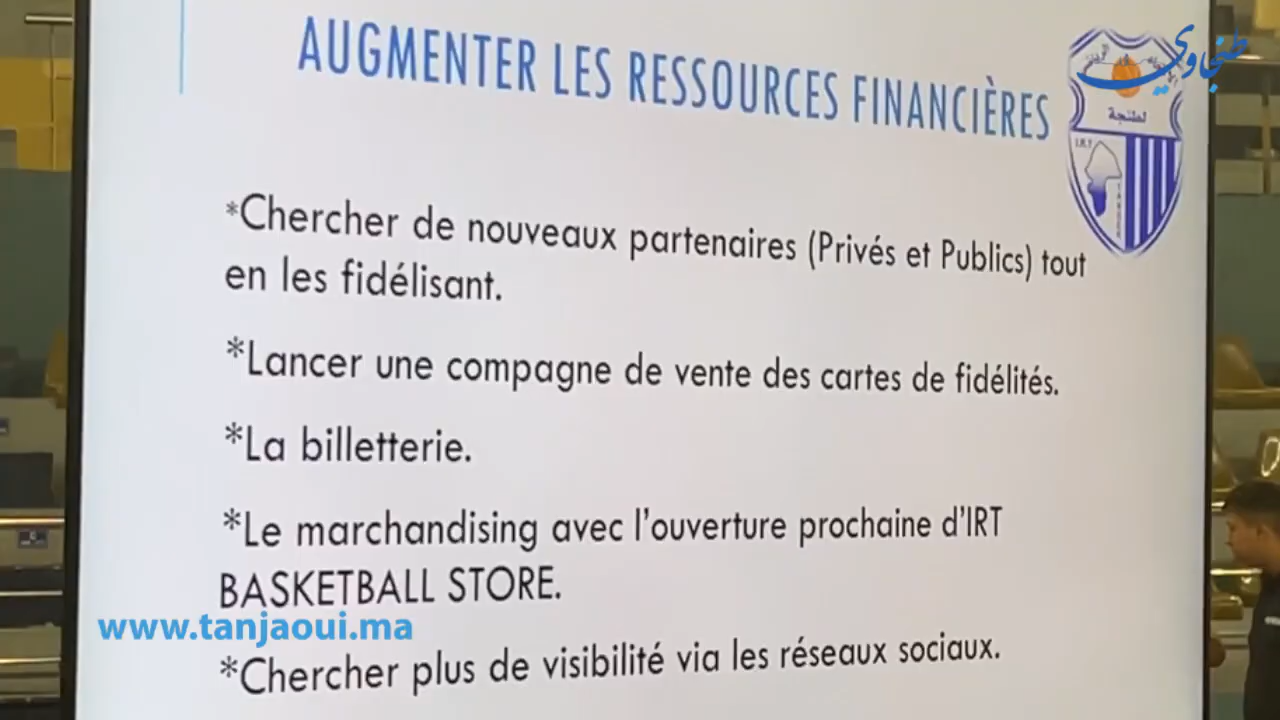 طنجاوي
AUGMENTER LES RESSOURCES FINANCIÈRES
لطنجة
I.R.T
*Chercher de nouveaux partenaires (Privés et Publics) tout
en les fidélisant.
*Lancer une compagne de vente des cartes de fidélités.
*La billetterie.
*Le marchandising avec l’ouverture prochaine d’IRT
BASKETBALL STORE.
www.tanjaoui.ma
*Chercher plus de visibilité via les réseaux sociaux.